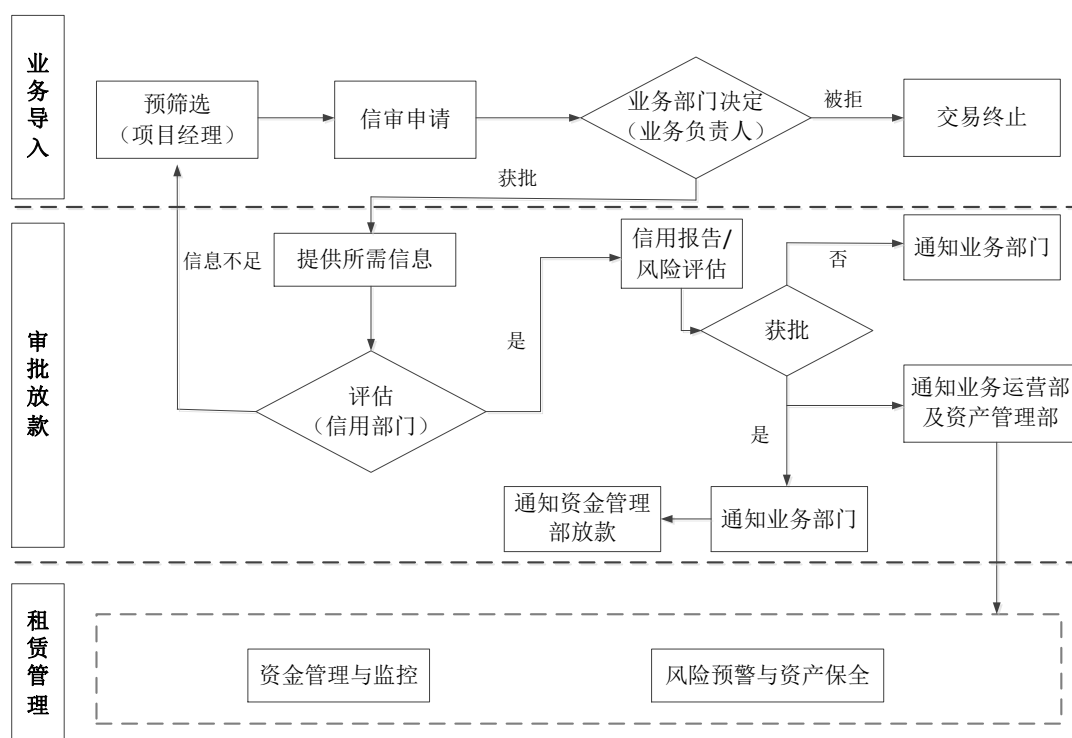 业务导入
预筛选
（项目经理）
信审申请
业务部门决定
（业务负责人）
被拒
交易终止
获批
审批放款
信息不足
提供所需信息
是
信用报告/
风险评估
否
通知业务部门
获批
评估
（信用部门）
是
通知业务运营部
及资产管理部
通知资金管理
部放款
通知业务部门
租赁管理
资金管理与监控
风险预警与资产保全